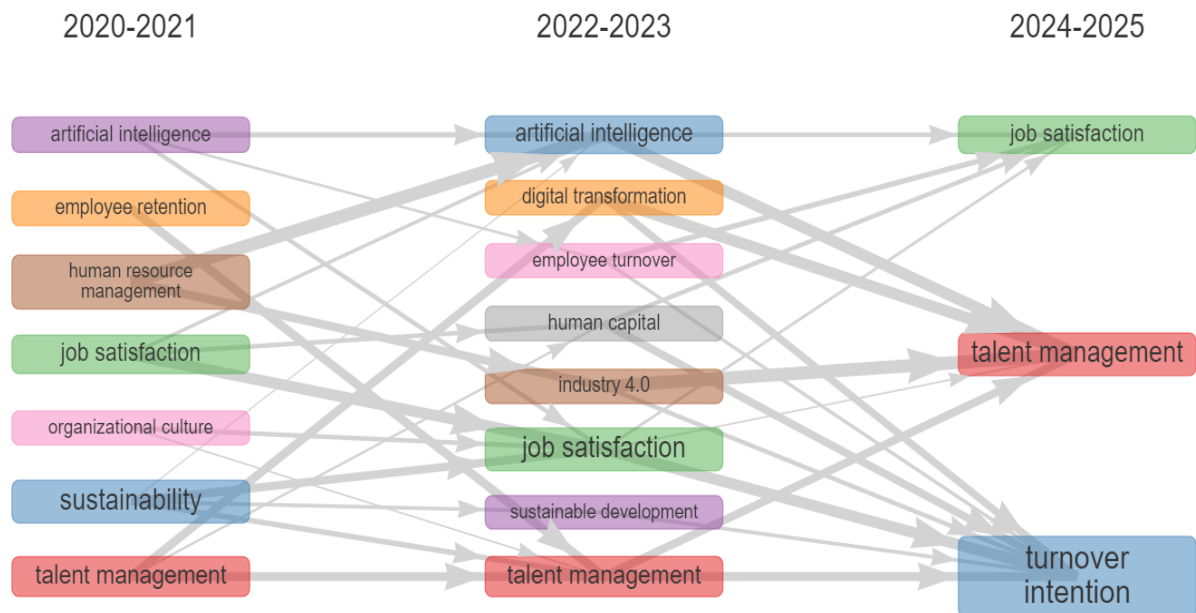 2020-2021
2022-2023
2024-2025
artificial intelligence
employee retention
human resource
management
job satisfaction
organizational culture
sustainability
talent management
artificial intelligence
digital transformation
employee turnover
human capital
industry 4.0
job satisfaction
sustainable development
talent management
job satisfaction
talent management
turnover
intention